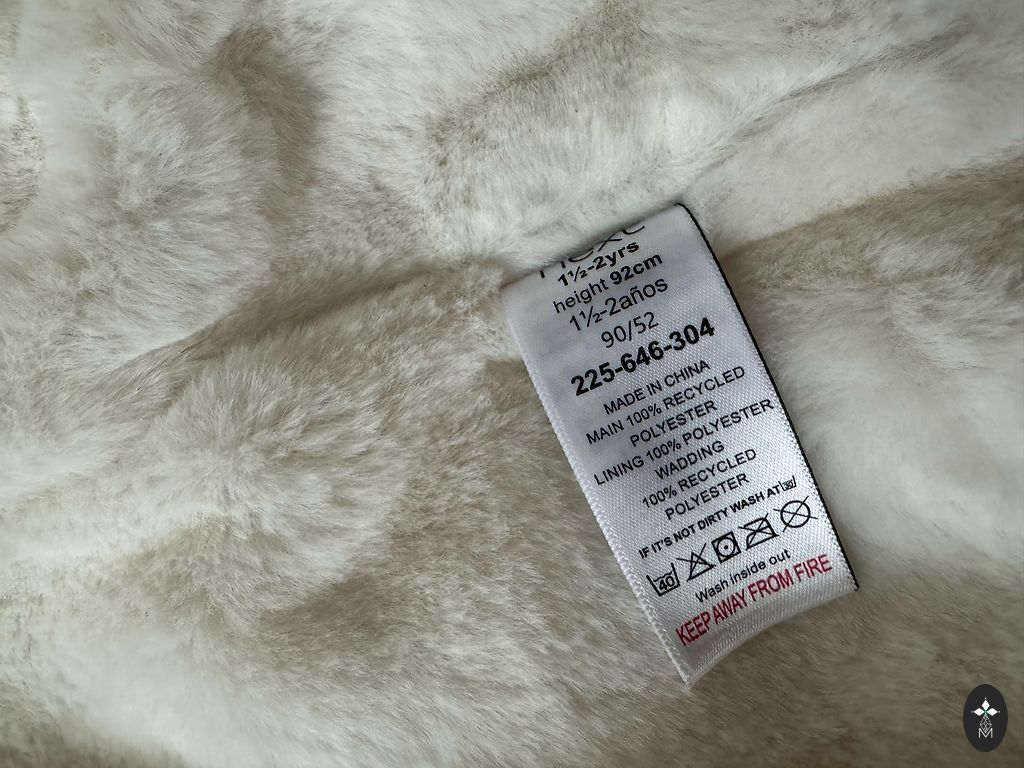 next
1½-2yrs
height 92cm
1½-2años
90/52
225-646-304
MADE IN CHINA
MAIN 100% RECYCLED
POLYESTER
LINING 100% POLYESTER
WADDING
100% RECYCLED
POLYESTER
IF IT'S NOT DIRTY WASH AT 30
40
Wash inside out
KEEP AWAY FROM FIRE
M